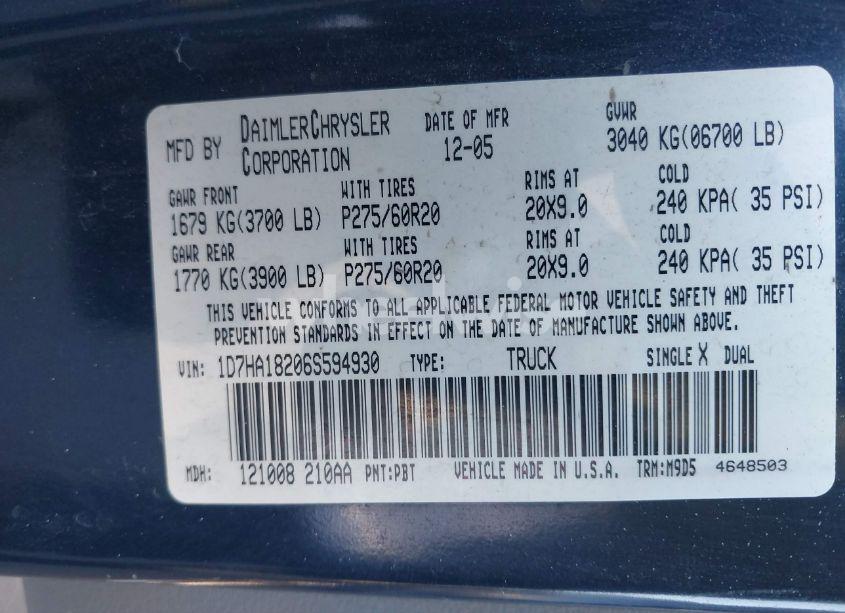 MFD BY DAIMLERCHRYSLER CORPORATION DATE OF MFR 12-05 GVWR 3040 KG(06700 LB)
GAWR FRONT WITH TIRES RIMS AT COLD
1679 KG(3700 LB) P275/60R20 20X9.0 240 KPA( 35 PSI)
GAWR REAR WITH TIRES RIMS AT COLD
1770 KG(3900 LB) P275/60R20 20X9.0 240 KPA( 35 PSI)
THIS VEHICLE CONFORMS TO ALL APPLICABLE FEDERAL MOTOR VEHICLE SAFETY AND THEFT
PREVENTION STANDARDS IN EFFECT ON THE DATE OF MANUFACTURE SHOWN ABOVE.
VIN: 1D7HA18206S594930 TYPE: TRUCK SINGLE X DUAL
MDH: 121008 210AA PNT:PBT VEHICLE MADE IN U.S.A. TRM:M9D5 4648503